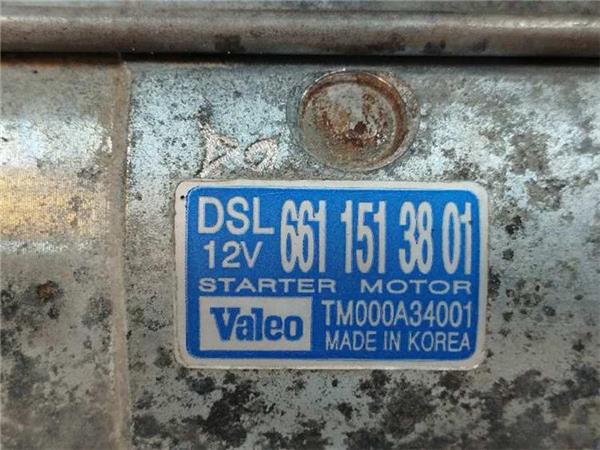 DSL 661 151 38 01
12V
STARTER MOTOR
Valeo TM000A34001
MADE IN KOREA